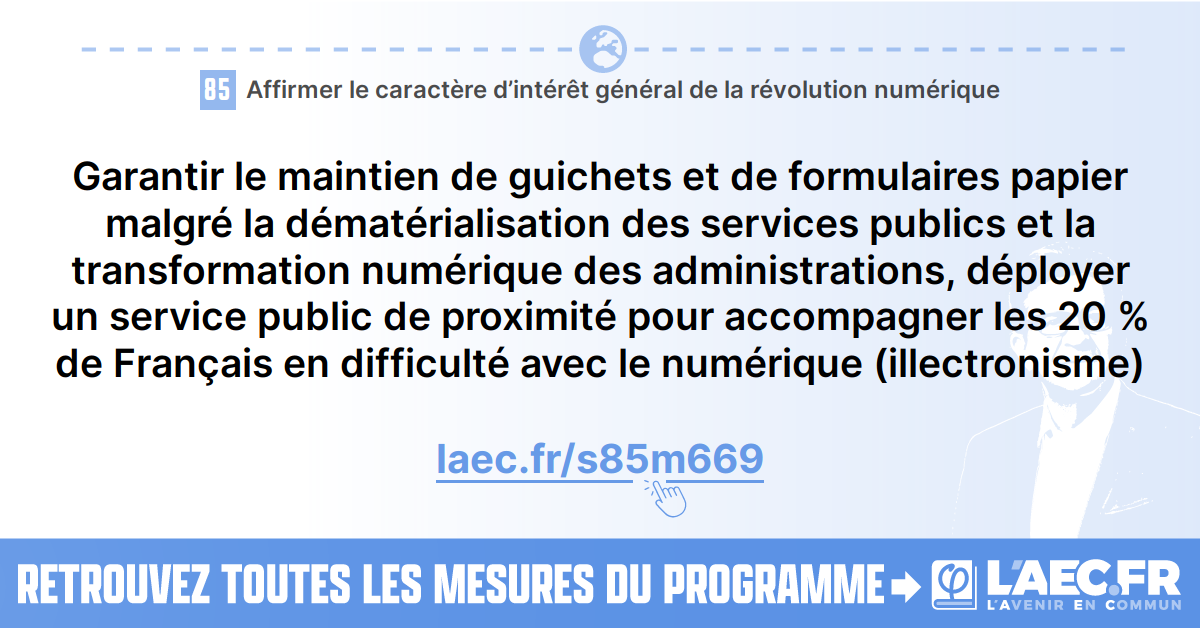 85 Affirmer le caractère d’intérêt général de la révolution numérique
Garantir le maintien de guichets et de formulaires papier
malgré la dématérialisation des services publics et la
transformation numérique des administrations, déployer
un service public de proximité pour accompagner les 20 %
de Français en difficulté avec le numérique (illectronisme)
laec.fr/s85m669
RETROUVEZ TOUTES LES MESURES DU PROGRAMME
φ L'AEC.FR
L'AVENIR EN COMMUN